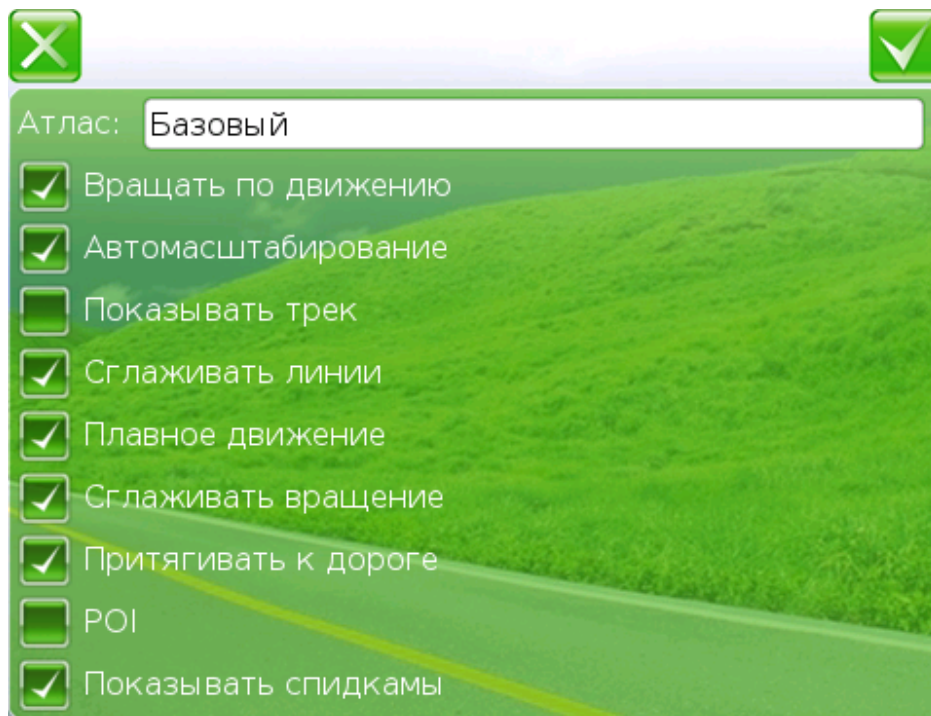 Атлас: Базовый
Вращать по движению
Автомасштабирование
Показывать трек
Сглаживать линии
Плавное движение
Сглаживать вращение
Притягивать к дороге
POI
Показывать спидкамы